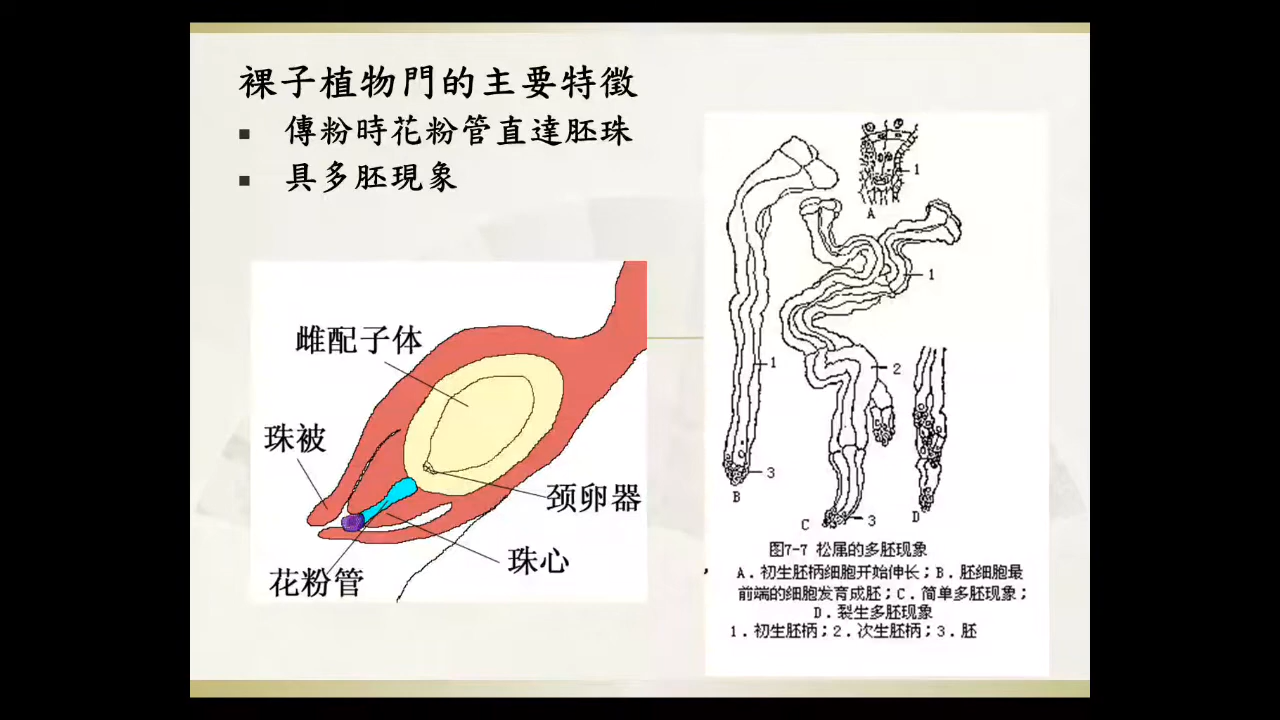 裸子植物門的主要特徵
▪ 傳粉時花粉管直達胚珠
▪ 具多胚現象
雌配子体
珠被
颈卵器
珠心
花粉管
1
A
1
1
2
3
B
C
3
D
图7-7 松属的多胚现象
A.初生胚柄细胞开始伸长;B.胚细胞最
前端的细胞发育成胚;C.简单多胚现象;
D.裂生多胚现象
1.初生胚柄;2.次生胚柄;3.胚